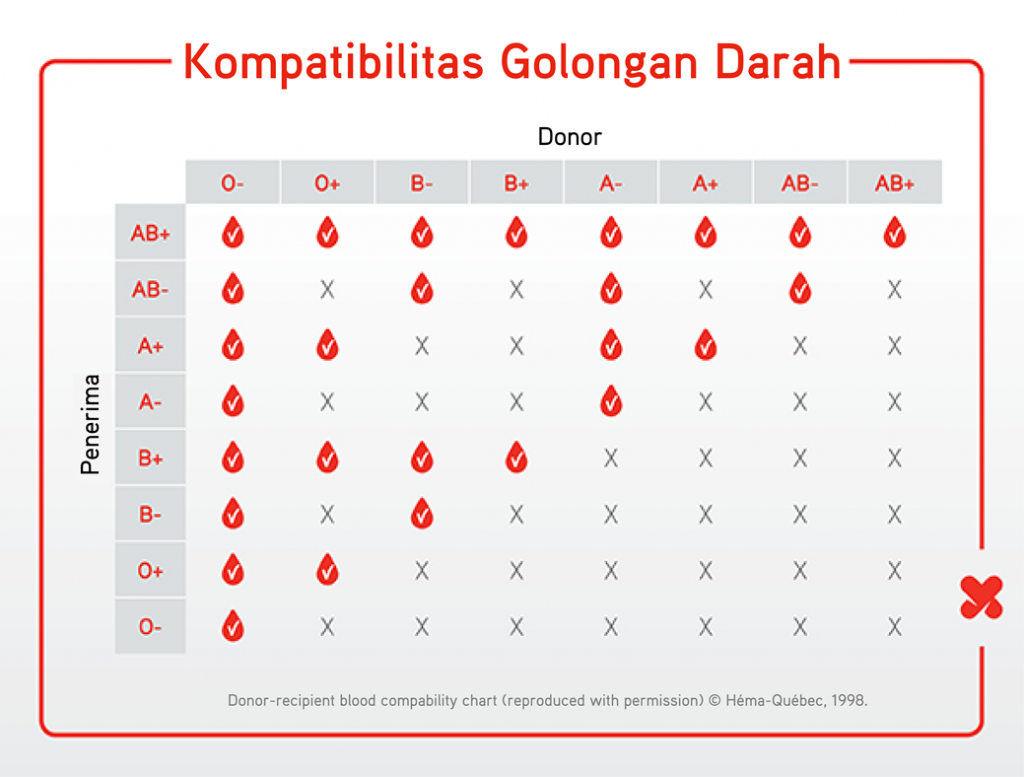 Kompatibilitas Golongan Darah
Donor
O- O+ B- B+ A- A+ AB- AB+
Penerima
AB+
AB- X X X X
A+ X X X X
A- X X X X X X
B+ X X X X
B- X X X X X X
O+ X X X X X X
O- X X X X X X X
Donor-recipient blood compability chart (reproduced with permission) © Héma-Québec, 1998.